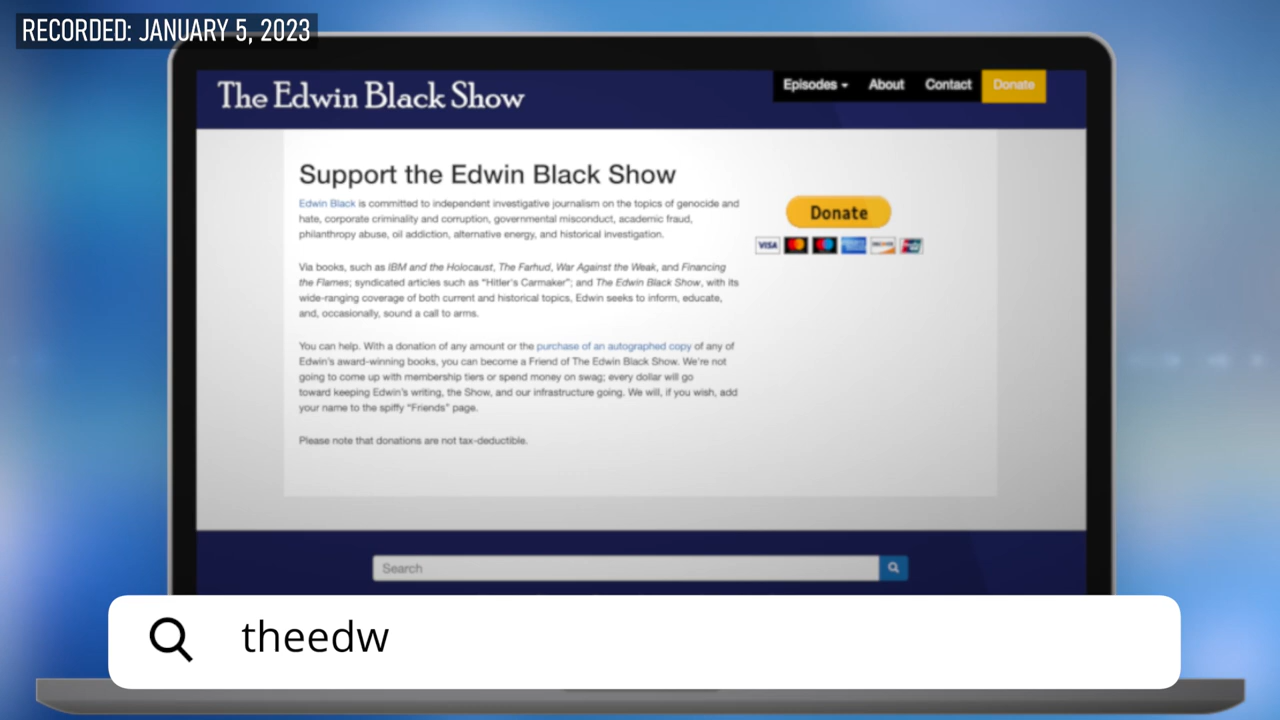 RECORDED: JANUARY 5, 2023
The Edwin Black Show
Episodes About Contact Donate
Support the Edwin Black Show
Edwin Black is committed to independent investigative journalism on the topics of genocide and
hate, corporate criminality and corruption, governmental misconduct, academic fraud,
philanthropy abuse, oil addiction, alternative energy, and historical investigation.
Donate
VISA
DISCOVER
Via books, such as IBM and the Holocaust, The Farhud, War Against the Weak, and Financing
the Flames; syndicated articles such as "Hitler's Carmaker"; and The Edwin Black Show, with its
wide-ranging coverage of both current and historical topics, Edwin seeks to inform, educate,
and, occasionally, sound a call to arms.
You can help. With a donation of any amount or the purchase of an autographed copy of any of
Edwin's award-winning books, you can become a Friend of The Edwin Black Show. We're not
going to come up with membership tiers or spend money on swag; every dollar will go
toward keeping Edwin's writing, the Show, and our infrastructure going. We will, if you wish, add
your name to the spiffy "Friends" page.
Please note that donations are not tax-deductible.
Search
theedw